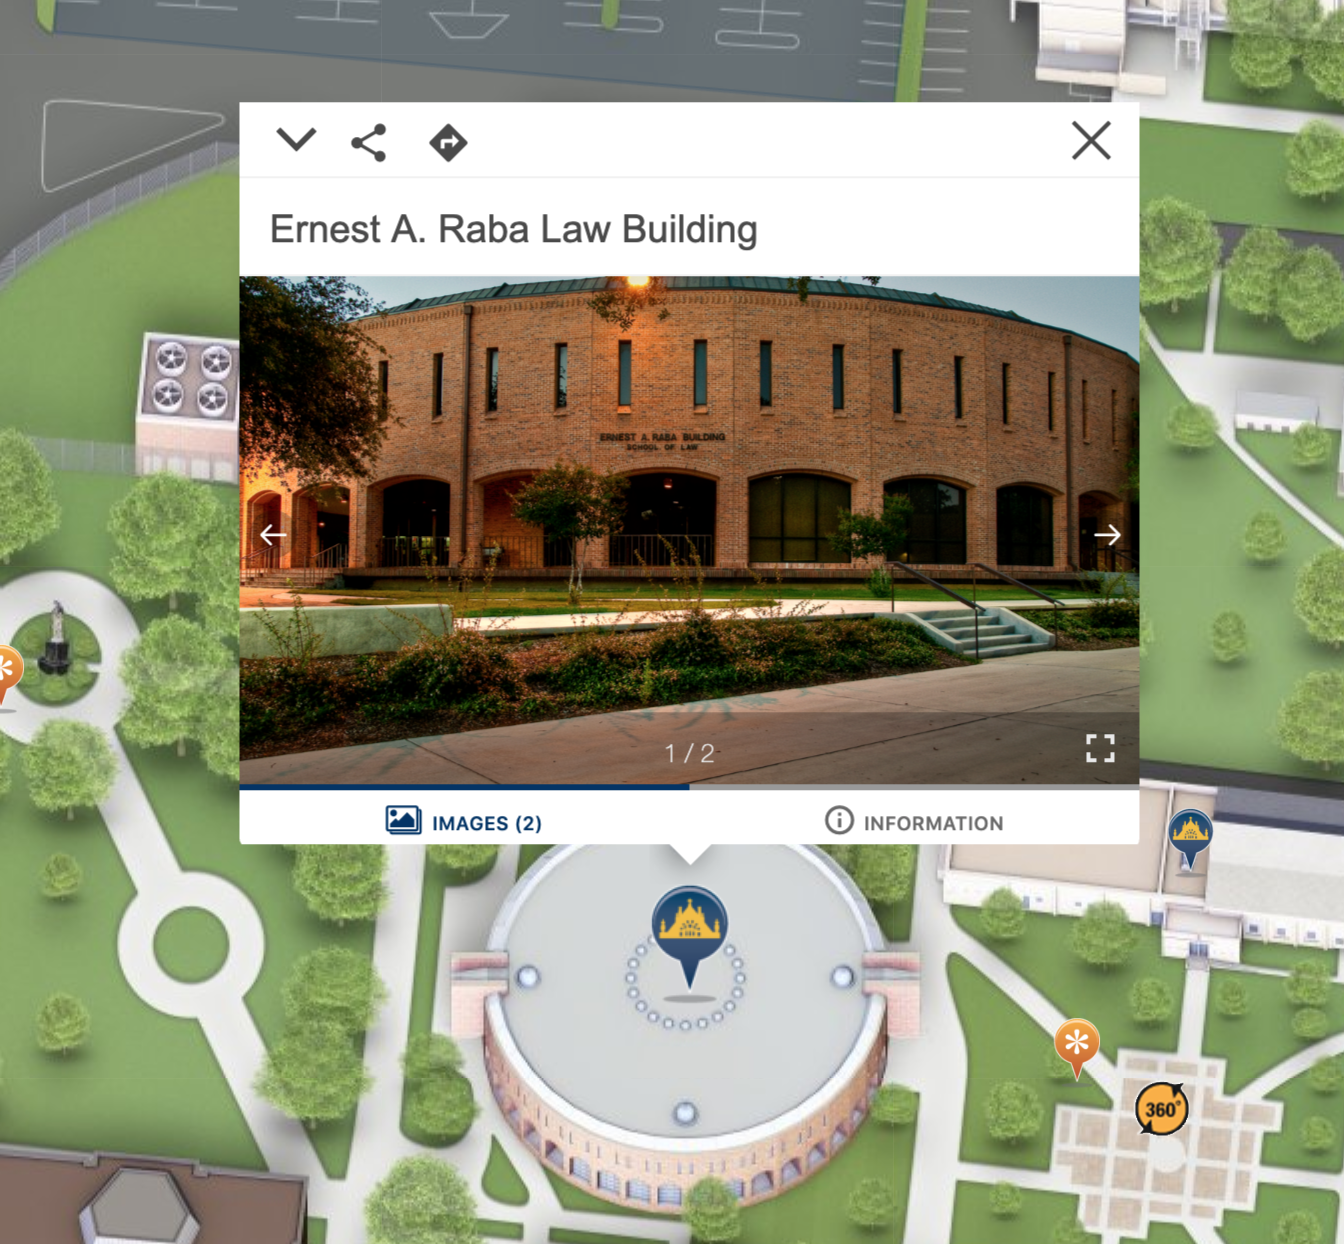 Ernest A. Raba Law Building
ERNEST A. RABA BUILDING
SCHOOL OF LAW
1 / 2
IMAGES (2)
INFORMATION
360°